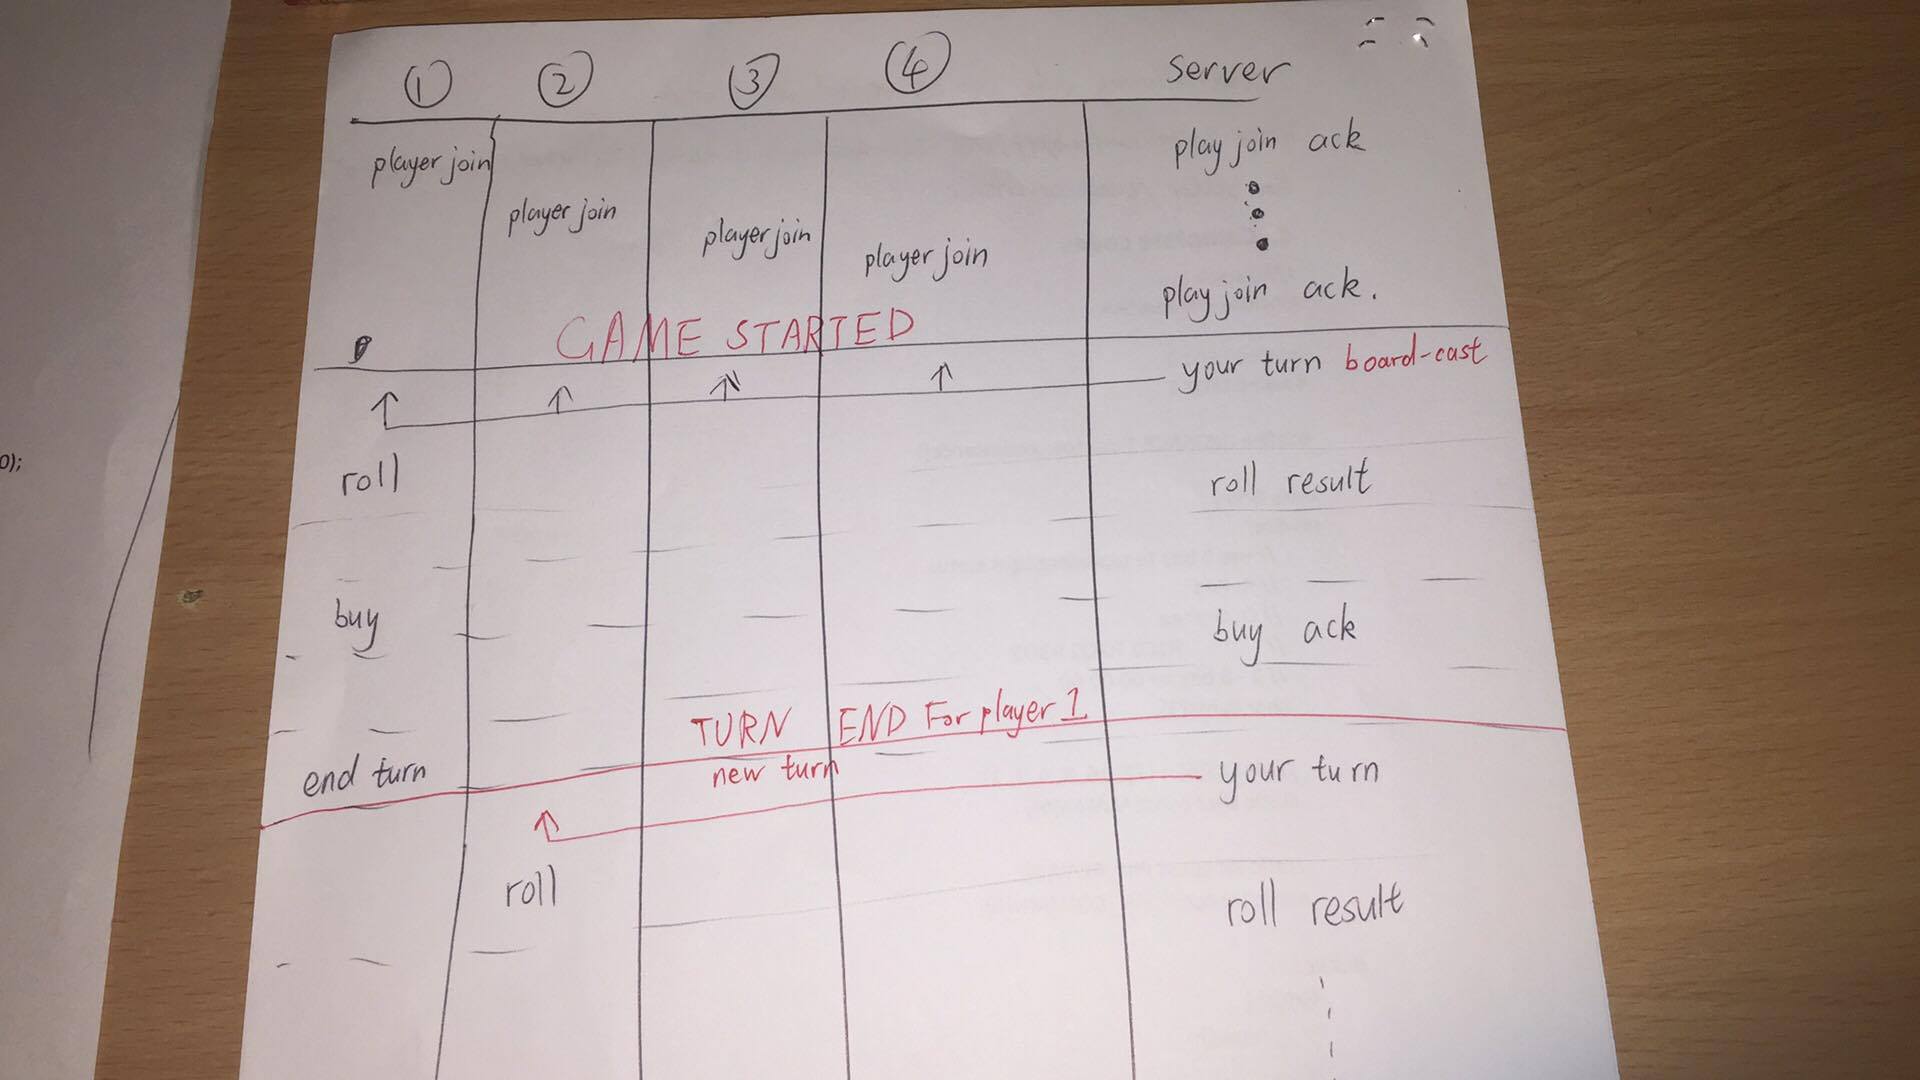 ① ② ③ ④ server
player join
player join
player join
player join
play join ack
play join ack.
GAME STARTED
your turn board-cast
roll
roll result
buy
buy ack
TURN END For player 1
end turn
new turn
your turn
roll
roll result
0);